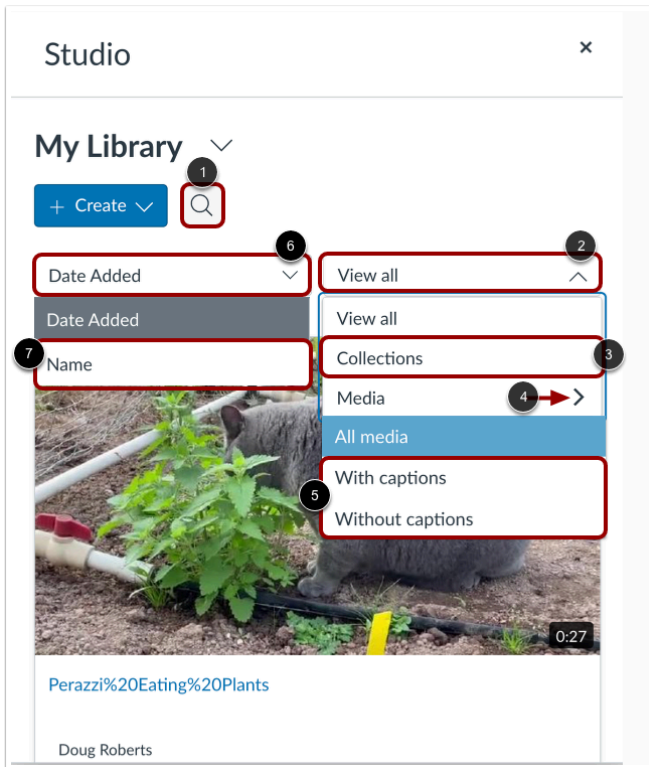 Studio
×
My Library
1
+ Create
6
2
Date Added
View all
Date Added
View all
7
Name
Collections
3
Media
4
All media
With captions
5
Without captions
0:27
Perazzi%20Eating%20Plants
Doug Roberts